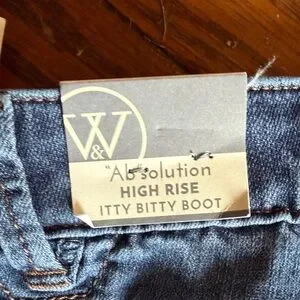 W
&
"Ab"solution
HIGH RISE
ITTY BITTY BOOT